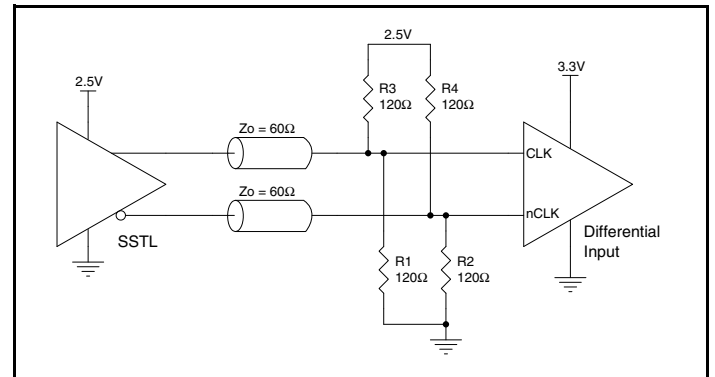 2.5V
3.3V
2.5V
R3
120Ω
R4
120Ω
Zo = 60Ω
CLK
Zo = 60Ω
nCLK
SSTL
Differential
Input
R1
120Ω
R2
120Ω